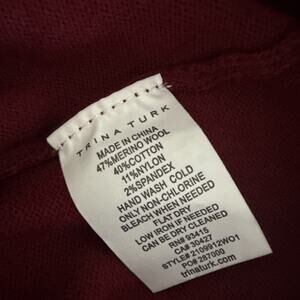 TRINA TURK
MADE IN CHINA
47%MERINO WOOL
40%COTTON
11%NYLON
2%SPANDEX
HAND WASH COLD
ONLY NON-CHLORINE
BLEACH WHEN NEEDED
FLAT DRY
LOW IRON IF NEEDED
CAN BE DRY CLEANED
RN# 93415
CA# 30427
STYLE# 2109912WO1
PO# 287000
trinaturk.com